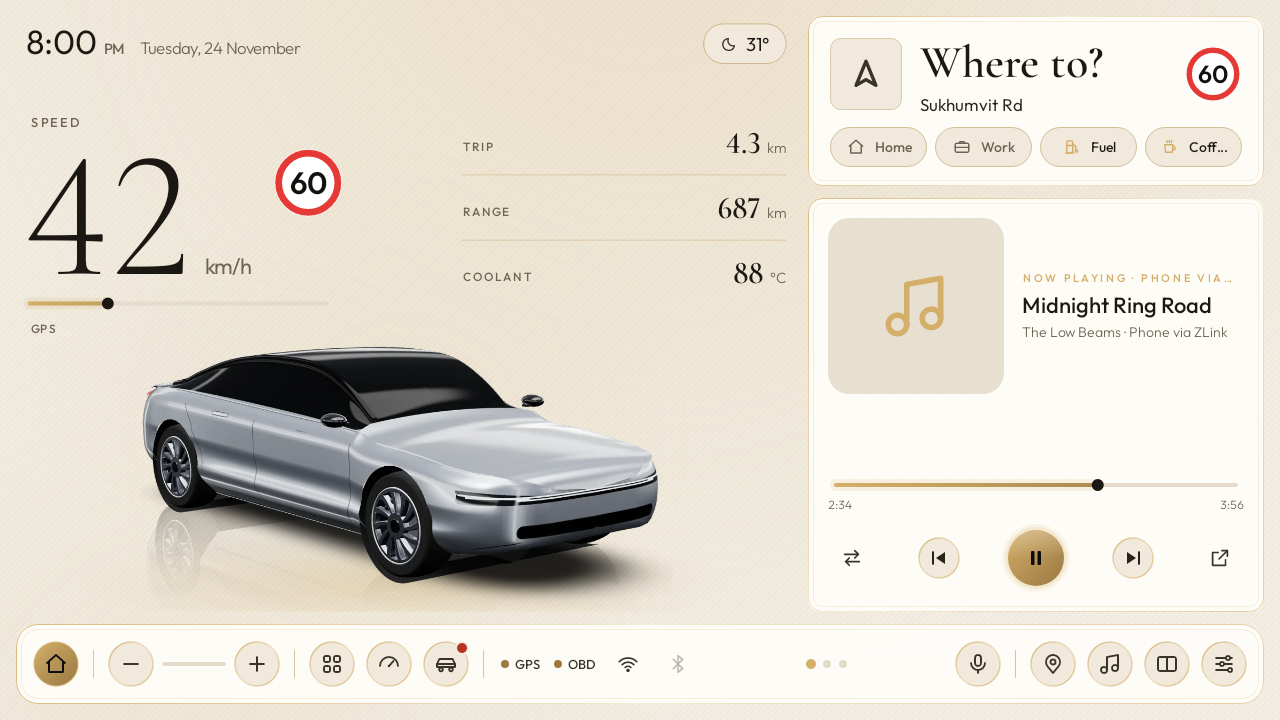 8:00 PM Tuesday, 24 November
31°
SPEED
42 km/h
60
GPS
TRIP 4.3 km
RANGE 687 km
COOLANT 88 °C
Where to?
Sukhumvit Rd
60
Home Work Fuel Coff...
NOW PLAYING · PHONE VIA...
Midnight Ring Road
The Low Beams · Phone via ZLink
2:34 3:56
GPS OBD